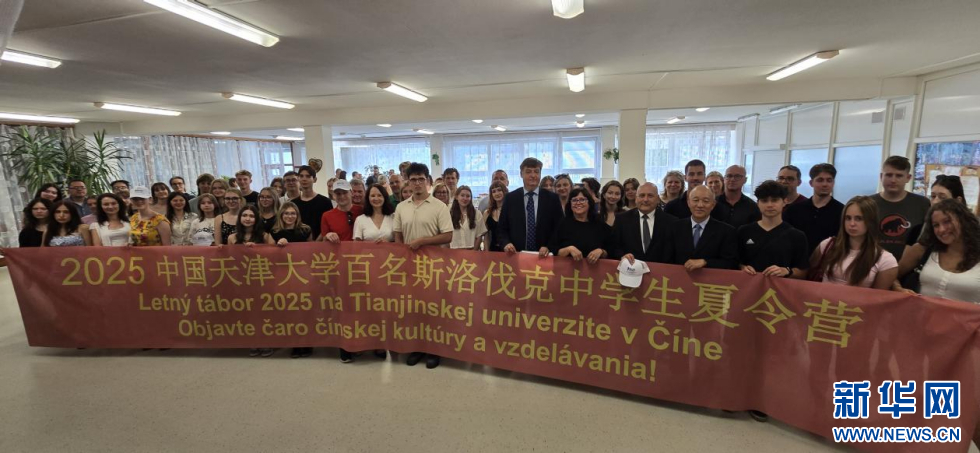 2025 中国天津大学百名斯洛伐克中学生夏令营
Letný tábor 2025 na Tianjinskej univerzite v Číne
Objavte čaro čínskej kultúry a vzdelávania!
新华网
WWW.NEWS.CN